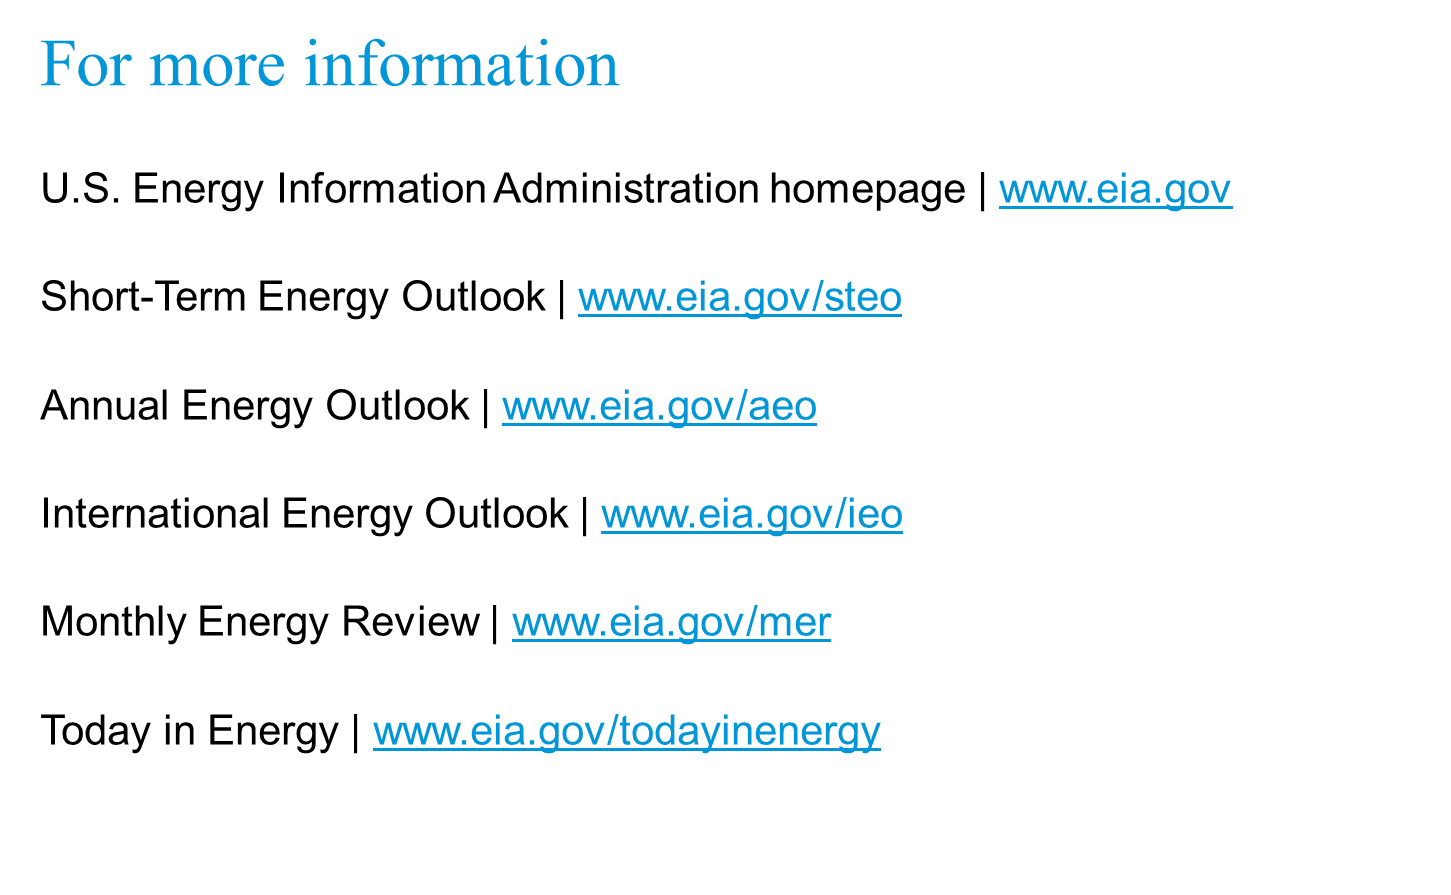 For more information
U.S. Energy Information Administration homepage | www.eia.gov
Short-Term Energy Outlook | www.eia.gov/steo
Annual Energy Outlook | www.eia.gov/aeo
International Energy Outlook | www.eia.gov/ieo
Monthly Energy Review | www.eia.gov/mer
Today in Energy | www.eia.gov/todayinenergy